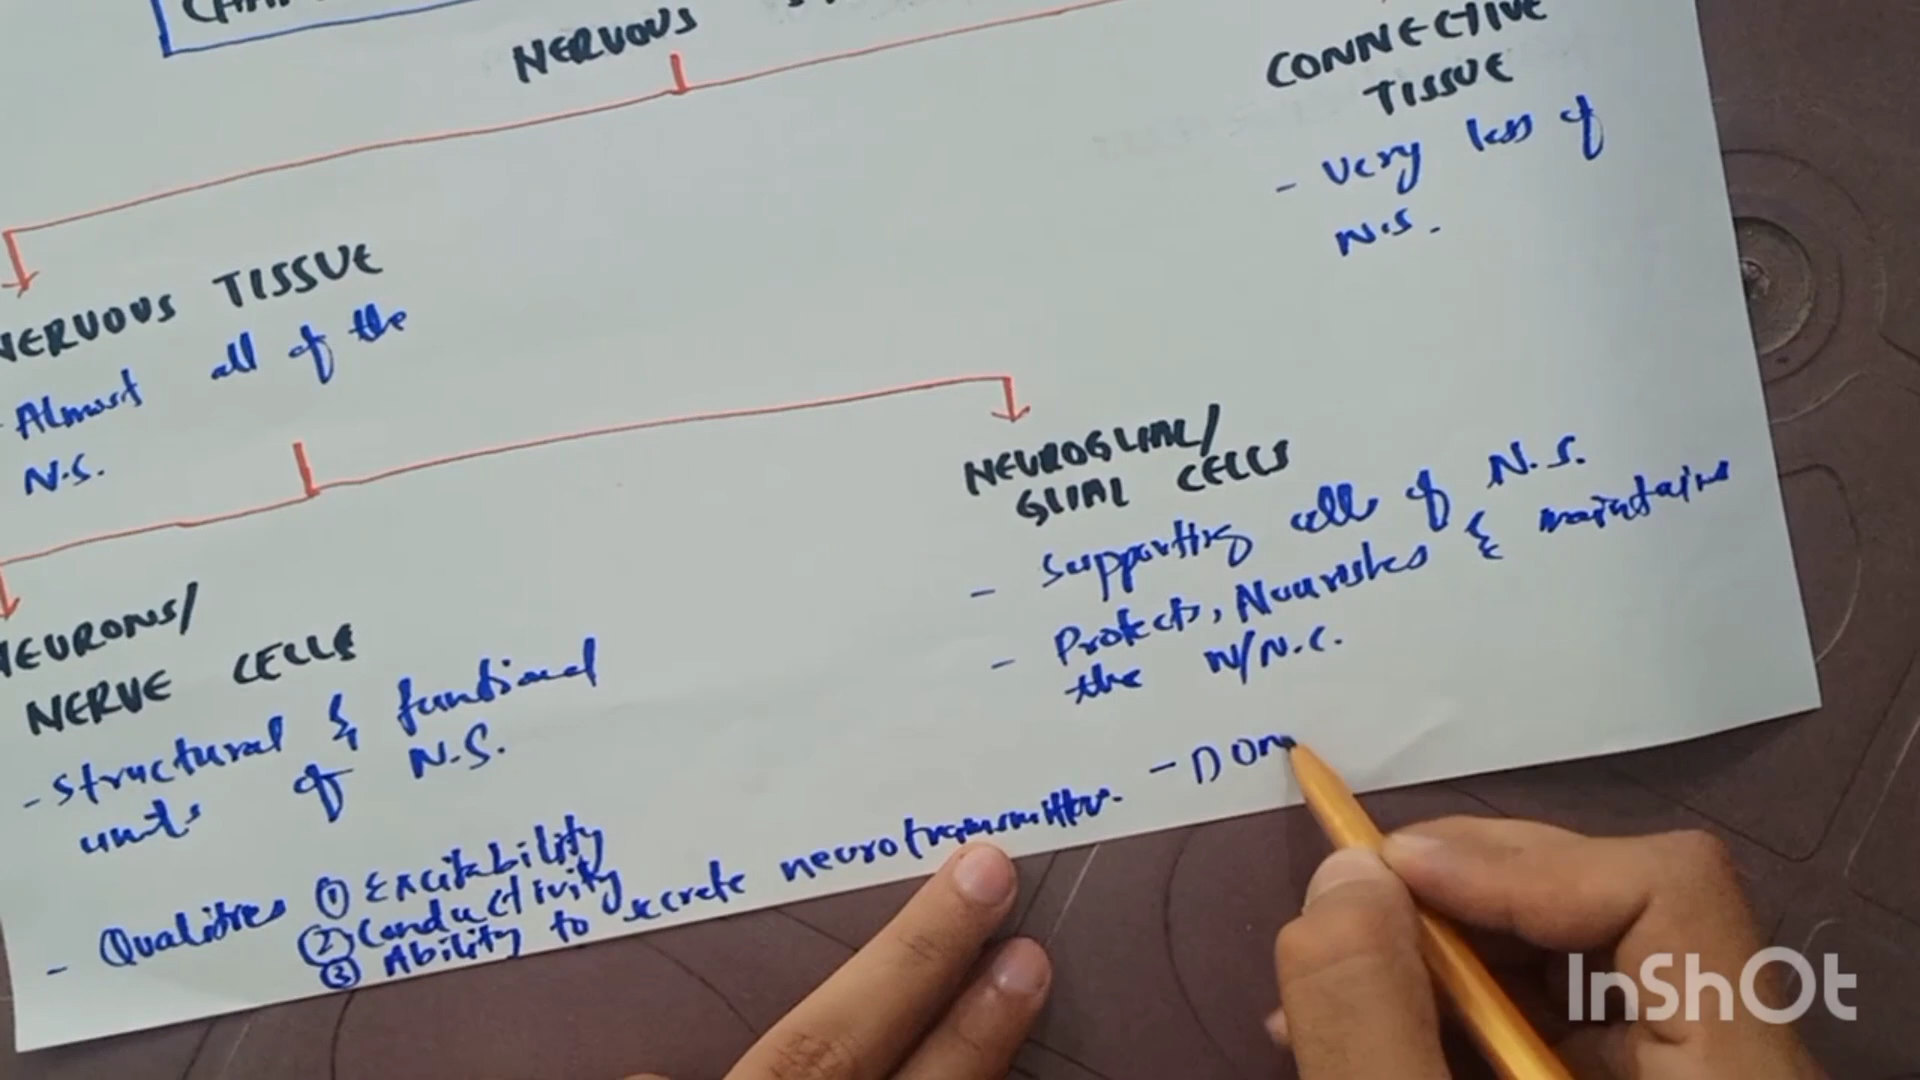 NERVOUS
CONNECTIVE
TISSUE
- Very less of
N.S.
NERVOUS TISSUE
- Almost all of the
N.S.
NEURONS/
NERVE CELLS
- Structural & functional
units of N.S.
- Qualities ① Excitability
② Conductivity
③ Ability to secrete neurotransmitter.
NEUROGLIAL/
GLIAL CELLS
- Supporting cells of N.S.
- Protects, Nourishes & maintains
the N/N.C.
- Don
InShOt